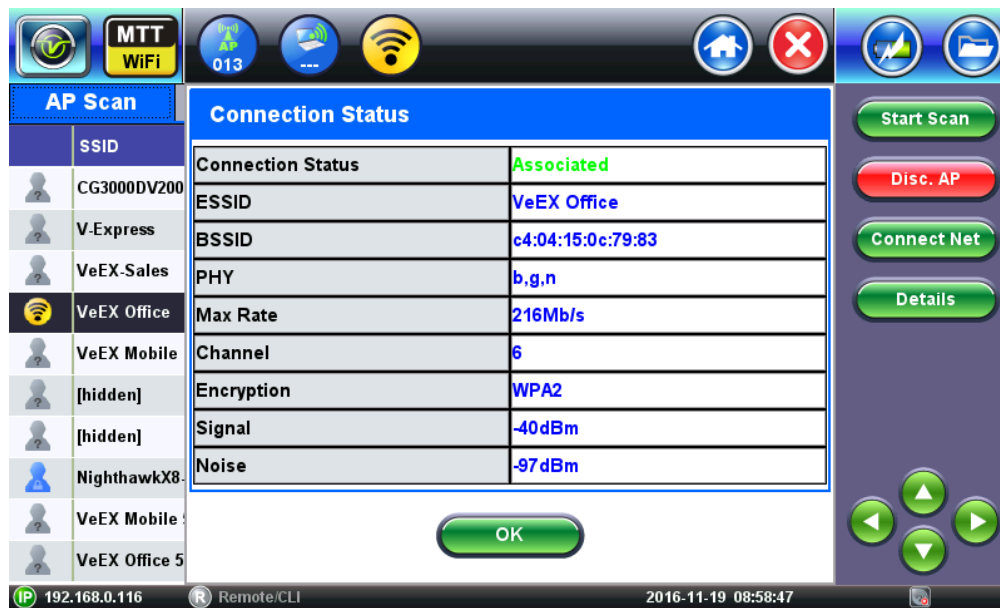 MTT
WiFi
AP
013
---
AP Scan
SSID
CG3000DV200
V-Express
VeEX-Sales
VeEX Office
VeEX Mobile
[hidden]
[hidden]
NighthawkX8-
VeEX Mobile
VeEX Office 5
Connection Status
Connection Status Associated
ESSID VeEX Office
BSSID c4:04:15:0c:79:83
PHY b,g,n
Max Rate 216Mb/s
Channel 6
Encryption WPA2
Signal -40dBm
Noise -97dBm
OK
Start Scan
Disc. AP
Connect Net
Details
IP 192.168.0.116 R Remote/CLI 2016-11-19 08:58:47